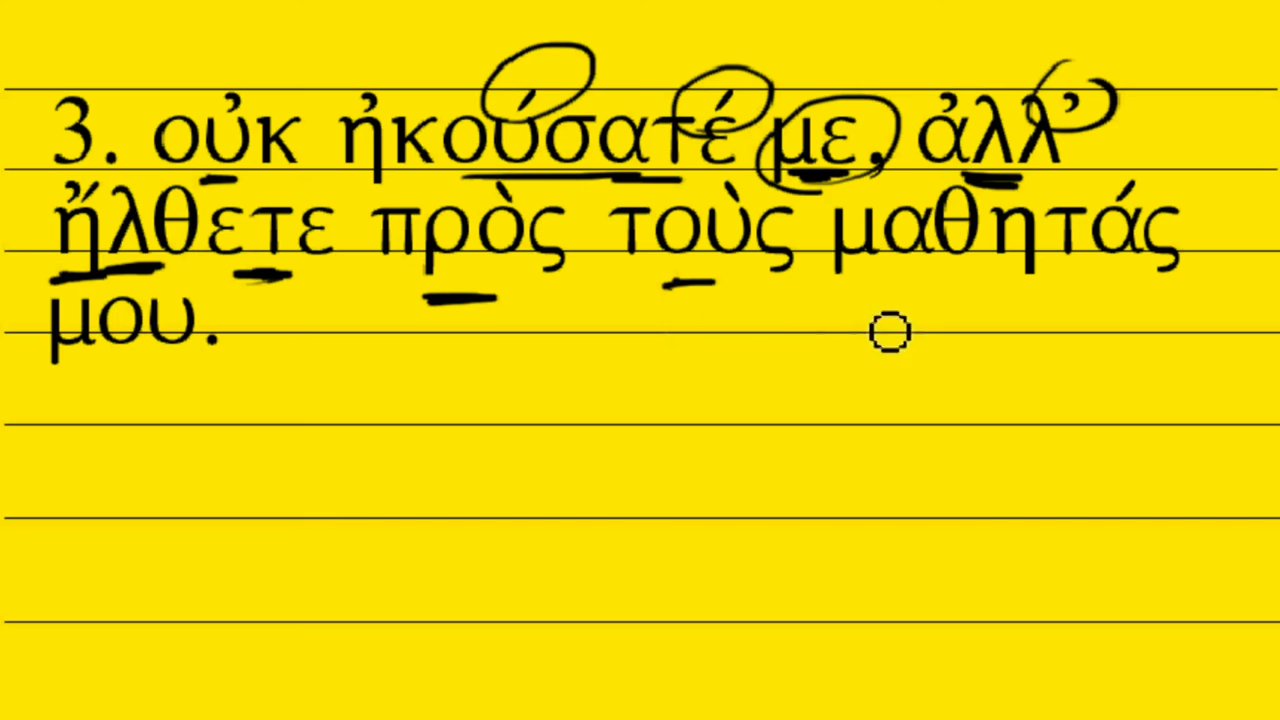 3. οὐκ ἠκούσατέ με, ἀλλ’
ἤλθετε πρὸς τοὺς μαθητάς
μου.